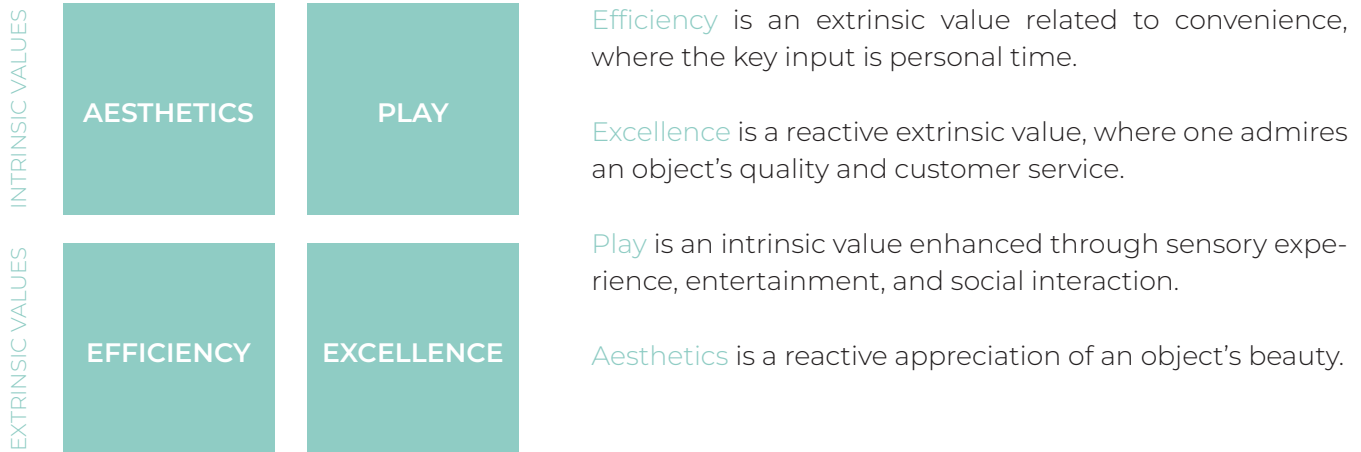 INTRINSIC VALUES
AESTHETICS
PLAY
EXTRINSIC VALUES
EFFICIENCY
EXCELLENCE
Efficiency is an extrinsic value related to convenience,
where the key input is personal time.
Excellence is a reactive extrinsic value, where one admires
an object's quality and customer service.
Play is an intrinsic value enhanced through sensory expe-
rience, entertainment, and social interaction.
Aesthetics is a reactive appreciation of an object's beauty.